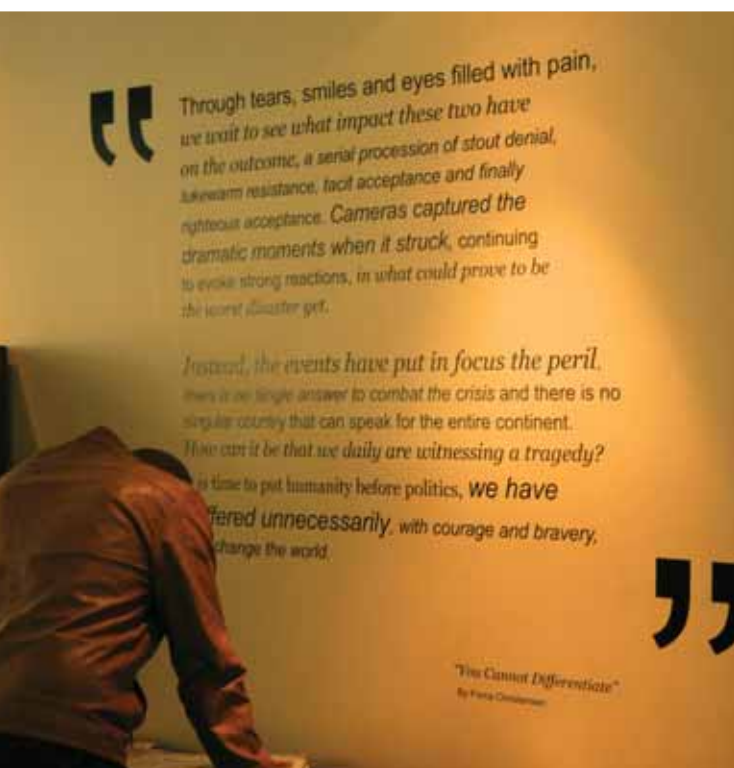 "
Through tears, smiles and eyes filled with pain,
we wait to see what impact these two have
on the outcome, a serial procession of stout denial,
lukewarm resistance, tacit acceptance and finally
righteous acceptance. Cameras captured the
dramatic moments when it struck, continuing
to evoke strong reactions, in what could prove to be
the worst disaster yet.
Instead, the events have put in focus the peril,
there is no single answer to combat the crisis and there is no
singular country that can speak for the entire continent.
How can it be that we daily are witnessing a tragedy?
is time to put humanity before politics, we have
ffered unnecessarily, with courage and bravery,
change the world.
"
"You Cannot Differentiate"
By